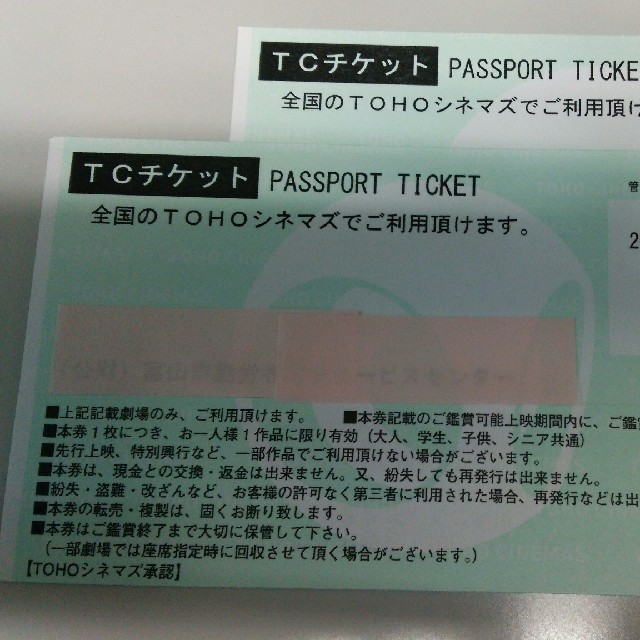 TCチケット PASSPORT TICKE
全国のTOHOシネマズでご利用頂け
TCチケット PASSPORT TICKET
全国のTOHOシネマズでご利用頂けます。
管
2
ービスセンター
■上記記載劇場のみ、ご利用頂けます。 ■本券記載のご鑑賞可能上映期間内に、ご鑑賞
■本券1枚につき、お一人様1作品に限り有効（大人、学生、子供、シニア共通）
■先行上映、特別興行など、一部作品でご利用頂けない場合がございます。
■本券は、現金との交換・返金は出来ません。又、紛失しても再発行は出来ません。
■紛失・盗難・改ざんなど、お客様の許可なく第三者に利用された場合、再発行などは出
■本券の転売・複製は、固くお断り致します。
■本券はご鑑賞終了まで大切に保管して下さい。
（一部劇場では座席指定時に回収させて頂く場合がございます。）
【TOHOシネマズ承認】